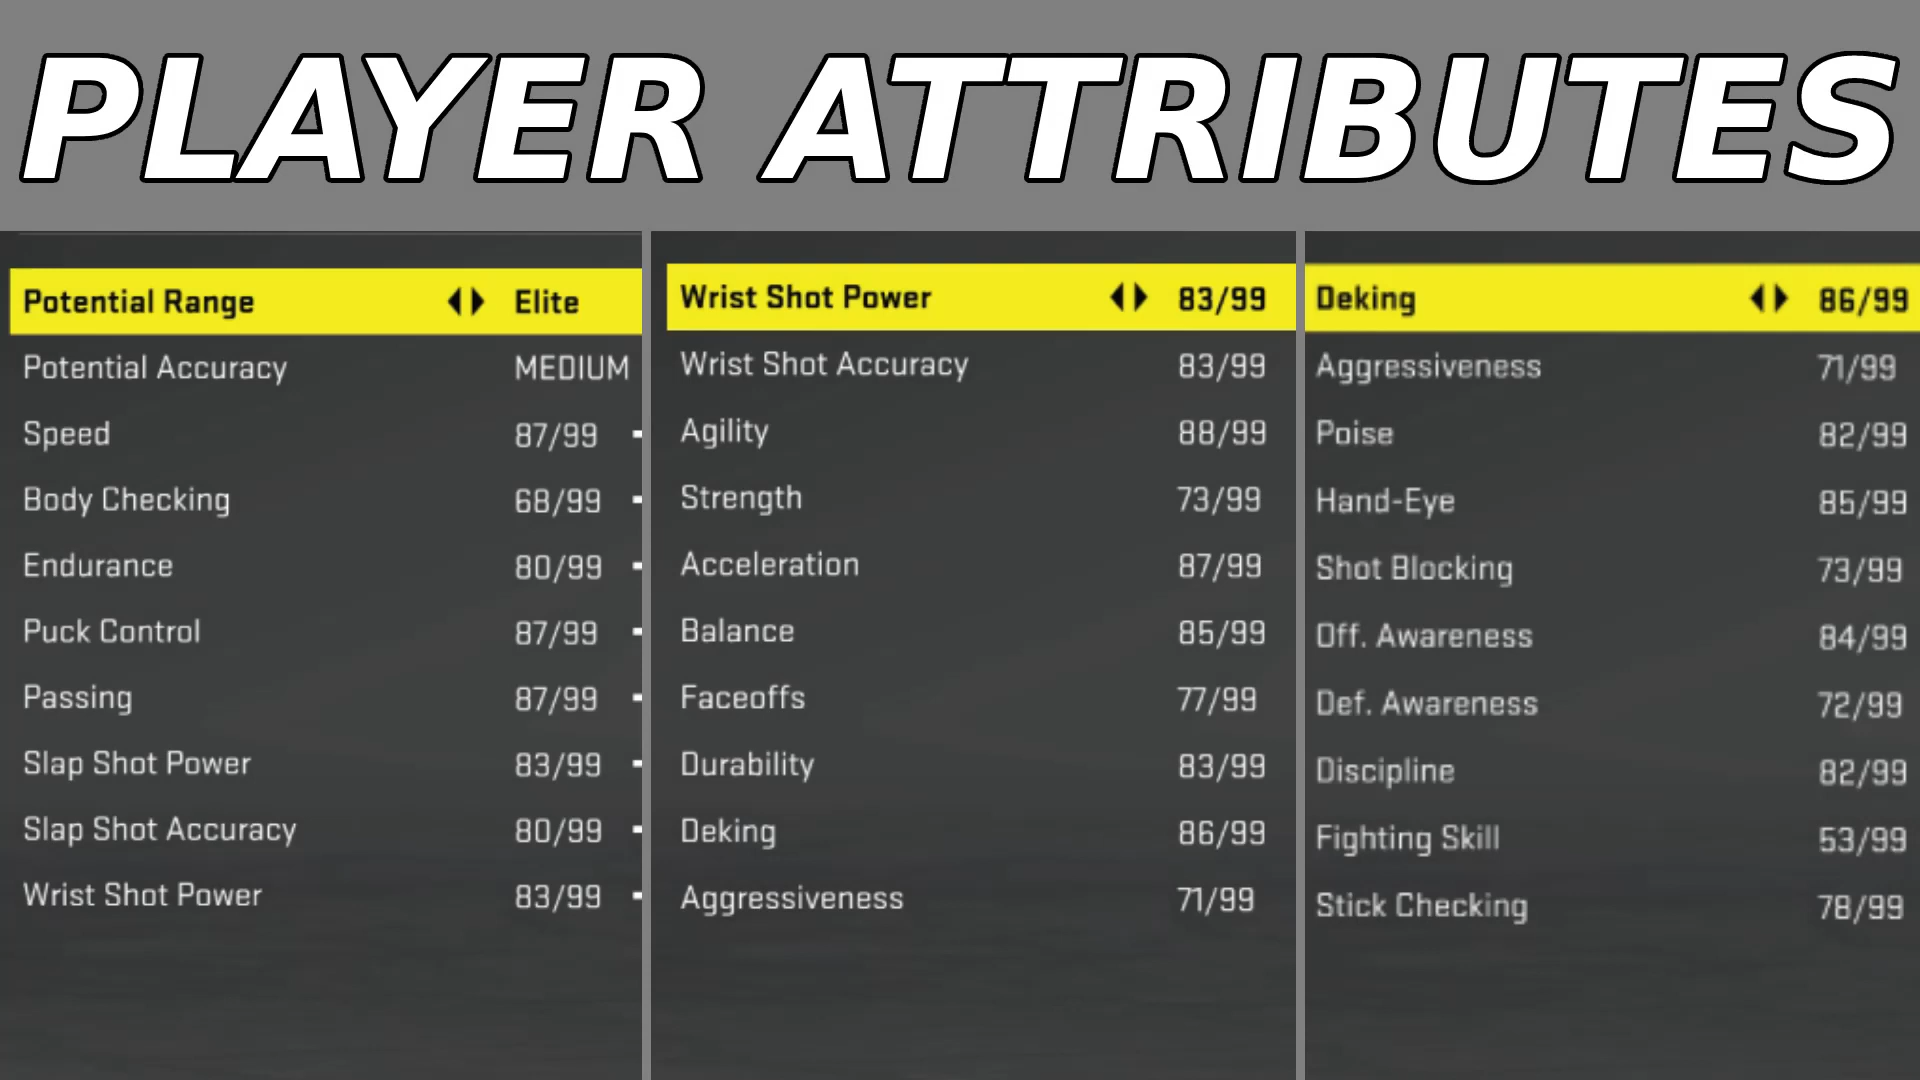 PLAYER ATTRIBUTES
Potential Range Elite
Potential Accuracy MEDIUM
Speed 87/99
Body Checking 68/99
Endurance 80/99
Puck Control 87/99
Passing 87/99
Slap Shot Power 83/99
Slap Shot Accuracy 80/99
Wrist Shot Power 83/99
Wrist Shot Power 83/99
Wrist Shot Accuracy 83/99
Agility 88/99
Strength 73/99
Acceleration 87/99
Balance 85/99
Faceoffs 77/99
Durability 83/99
Deking 86/99
Aggressiveness 71/99
Deking 86/99
Aggressiveness 71/99
Poise 82/99
Hand-Eye 85/99
Shot Blocking 73/99
Off. Awareness 84/99
Def. Awareness 72/99
Discipline 82/99
Fighting Skill 53/99
Stick Checking 78/99